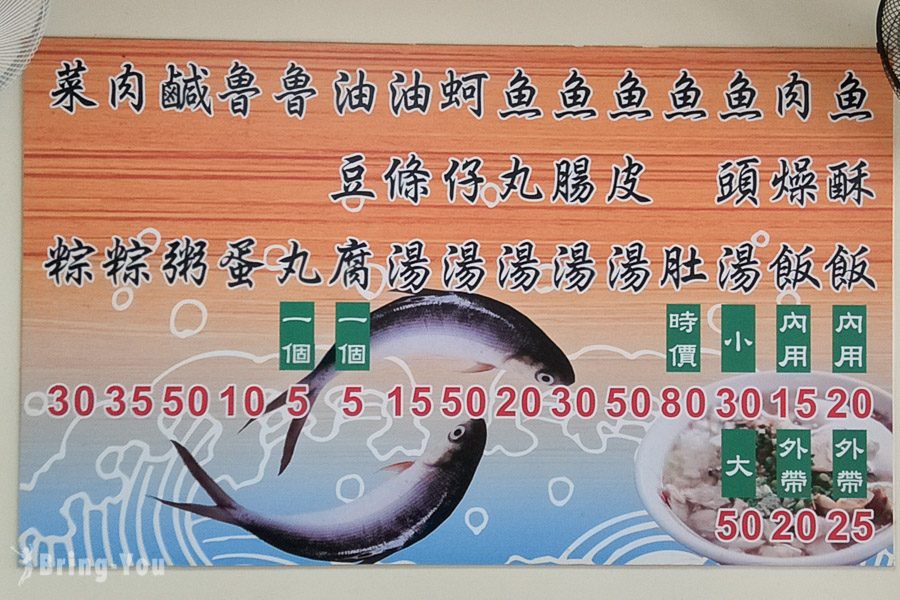 魚酥飯 內用 20 外帶 25
肉燥飯 內用 15 外帶 20
魚頭湯 小 30 大 50
魚肚 時價 80
魚皮湯 50
魚腸湯 30
魚丸湯 20
蚵仔湯 50
油條湯 15
油豆腐 一個 5
魯丸 一個 5
魯蛋 10
鹹粥 50
肉粽 35
菜粽 30
Bring-You